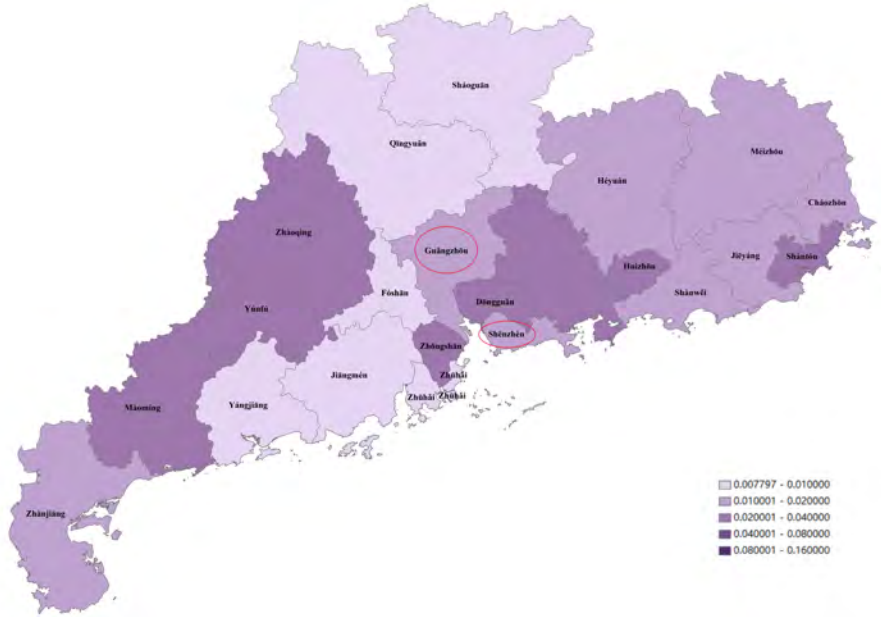 Sháoguān
Qīngyuǎn
Méizhōu
Héyuán
Cháozhōu
Zhàoqìng
Guǎngzhōu
Jiēyáng
Shàntóu
Huìzhōu
Fóshān
Yúnfú
Dōngguǎn
Shànwěi
Shēnzhèn
Zhōngshān
Jiāngmén
Zhūhǎi
Zhūhǎi
Zhūhǎi
Yángjiāng
Màomíng
Zhànjiāng
0.007797 - 0.010000
0.010001 - 0.020000
0.020001 - 0.040000
0.040001 - 0.080000
0.080001 - 0.160000